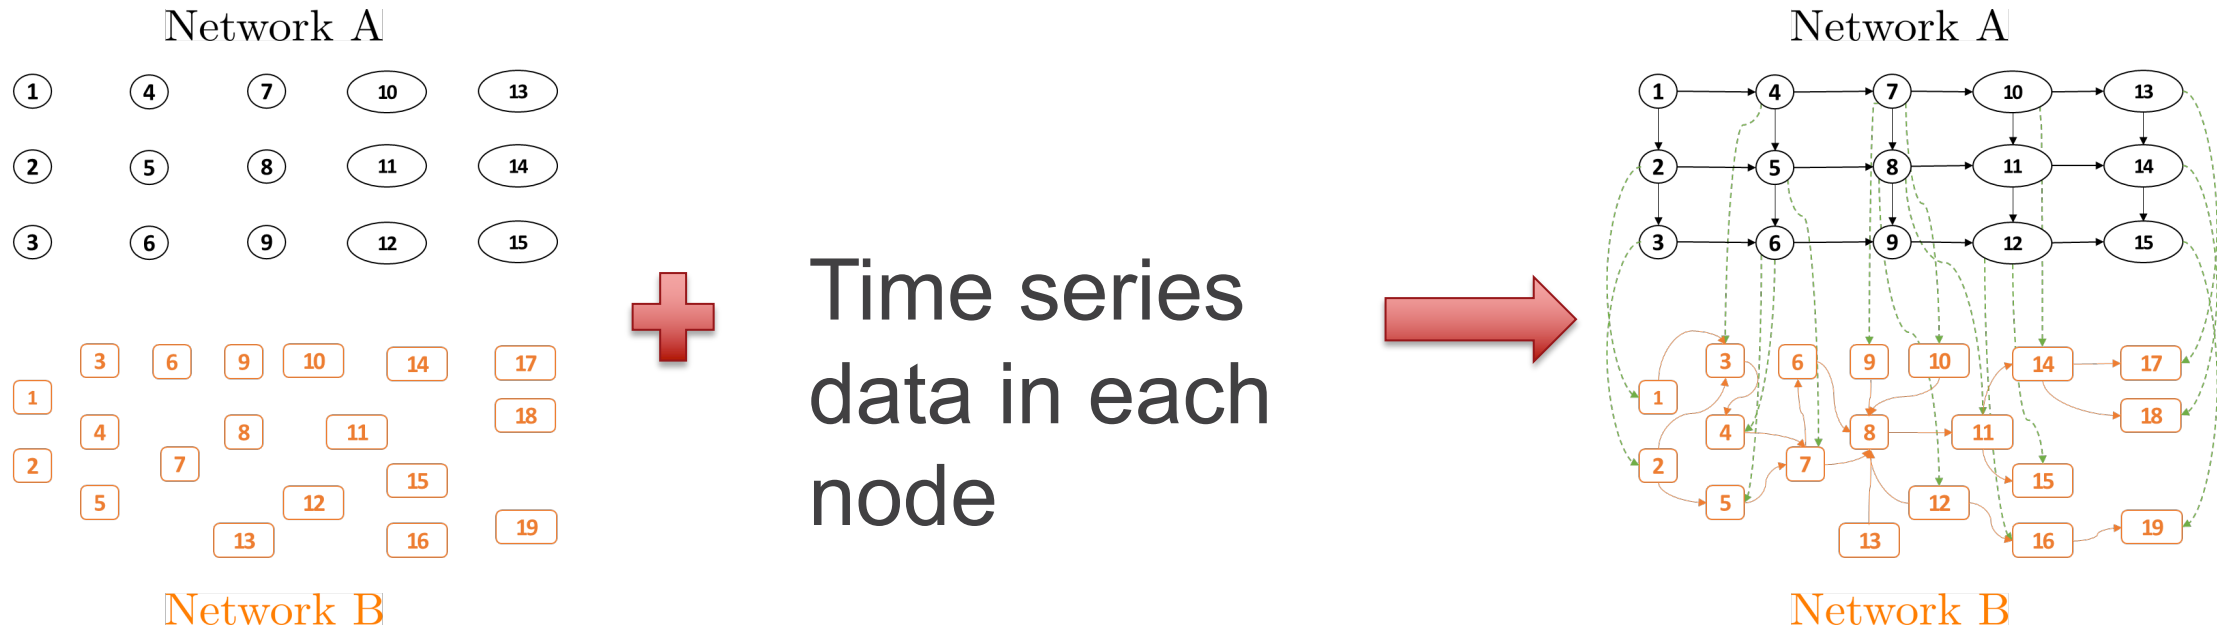 Network A
1 4 7 10 13
2 5 8 11 14
3 6 9 12 15
3 6 9 10 14 17
1
18
4 8 11
2 7
15
5 12
19
13 16
Network B
Time series
data in each
node
Network A
1 4 7 10 13
2 5 8 11 14
3 6 9 12 15
3 6 9 10 14 17
1
18
4 8 11
2 7
15
5 12
19
13 16
Network B